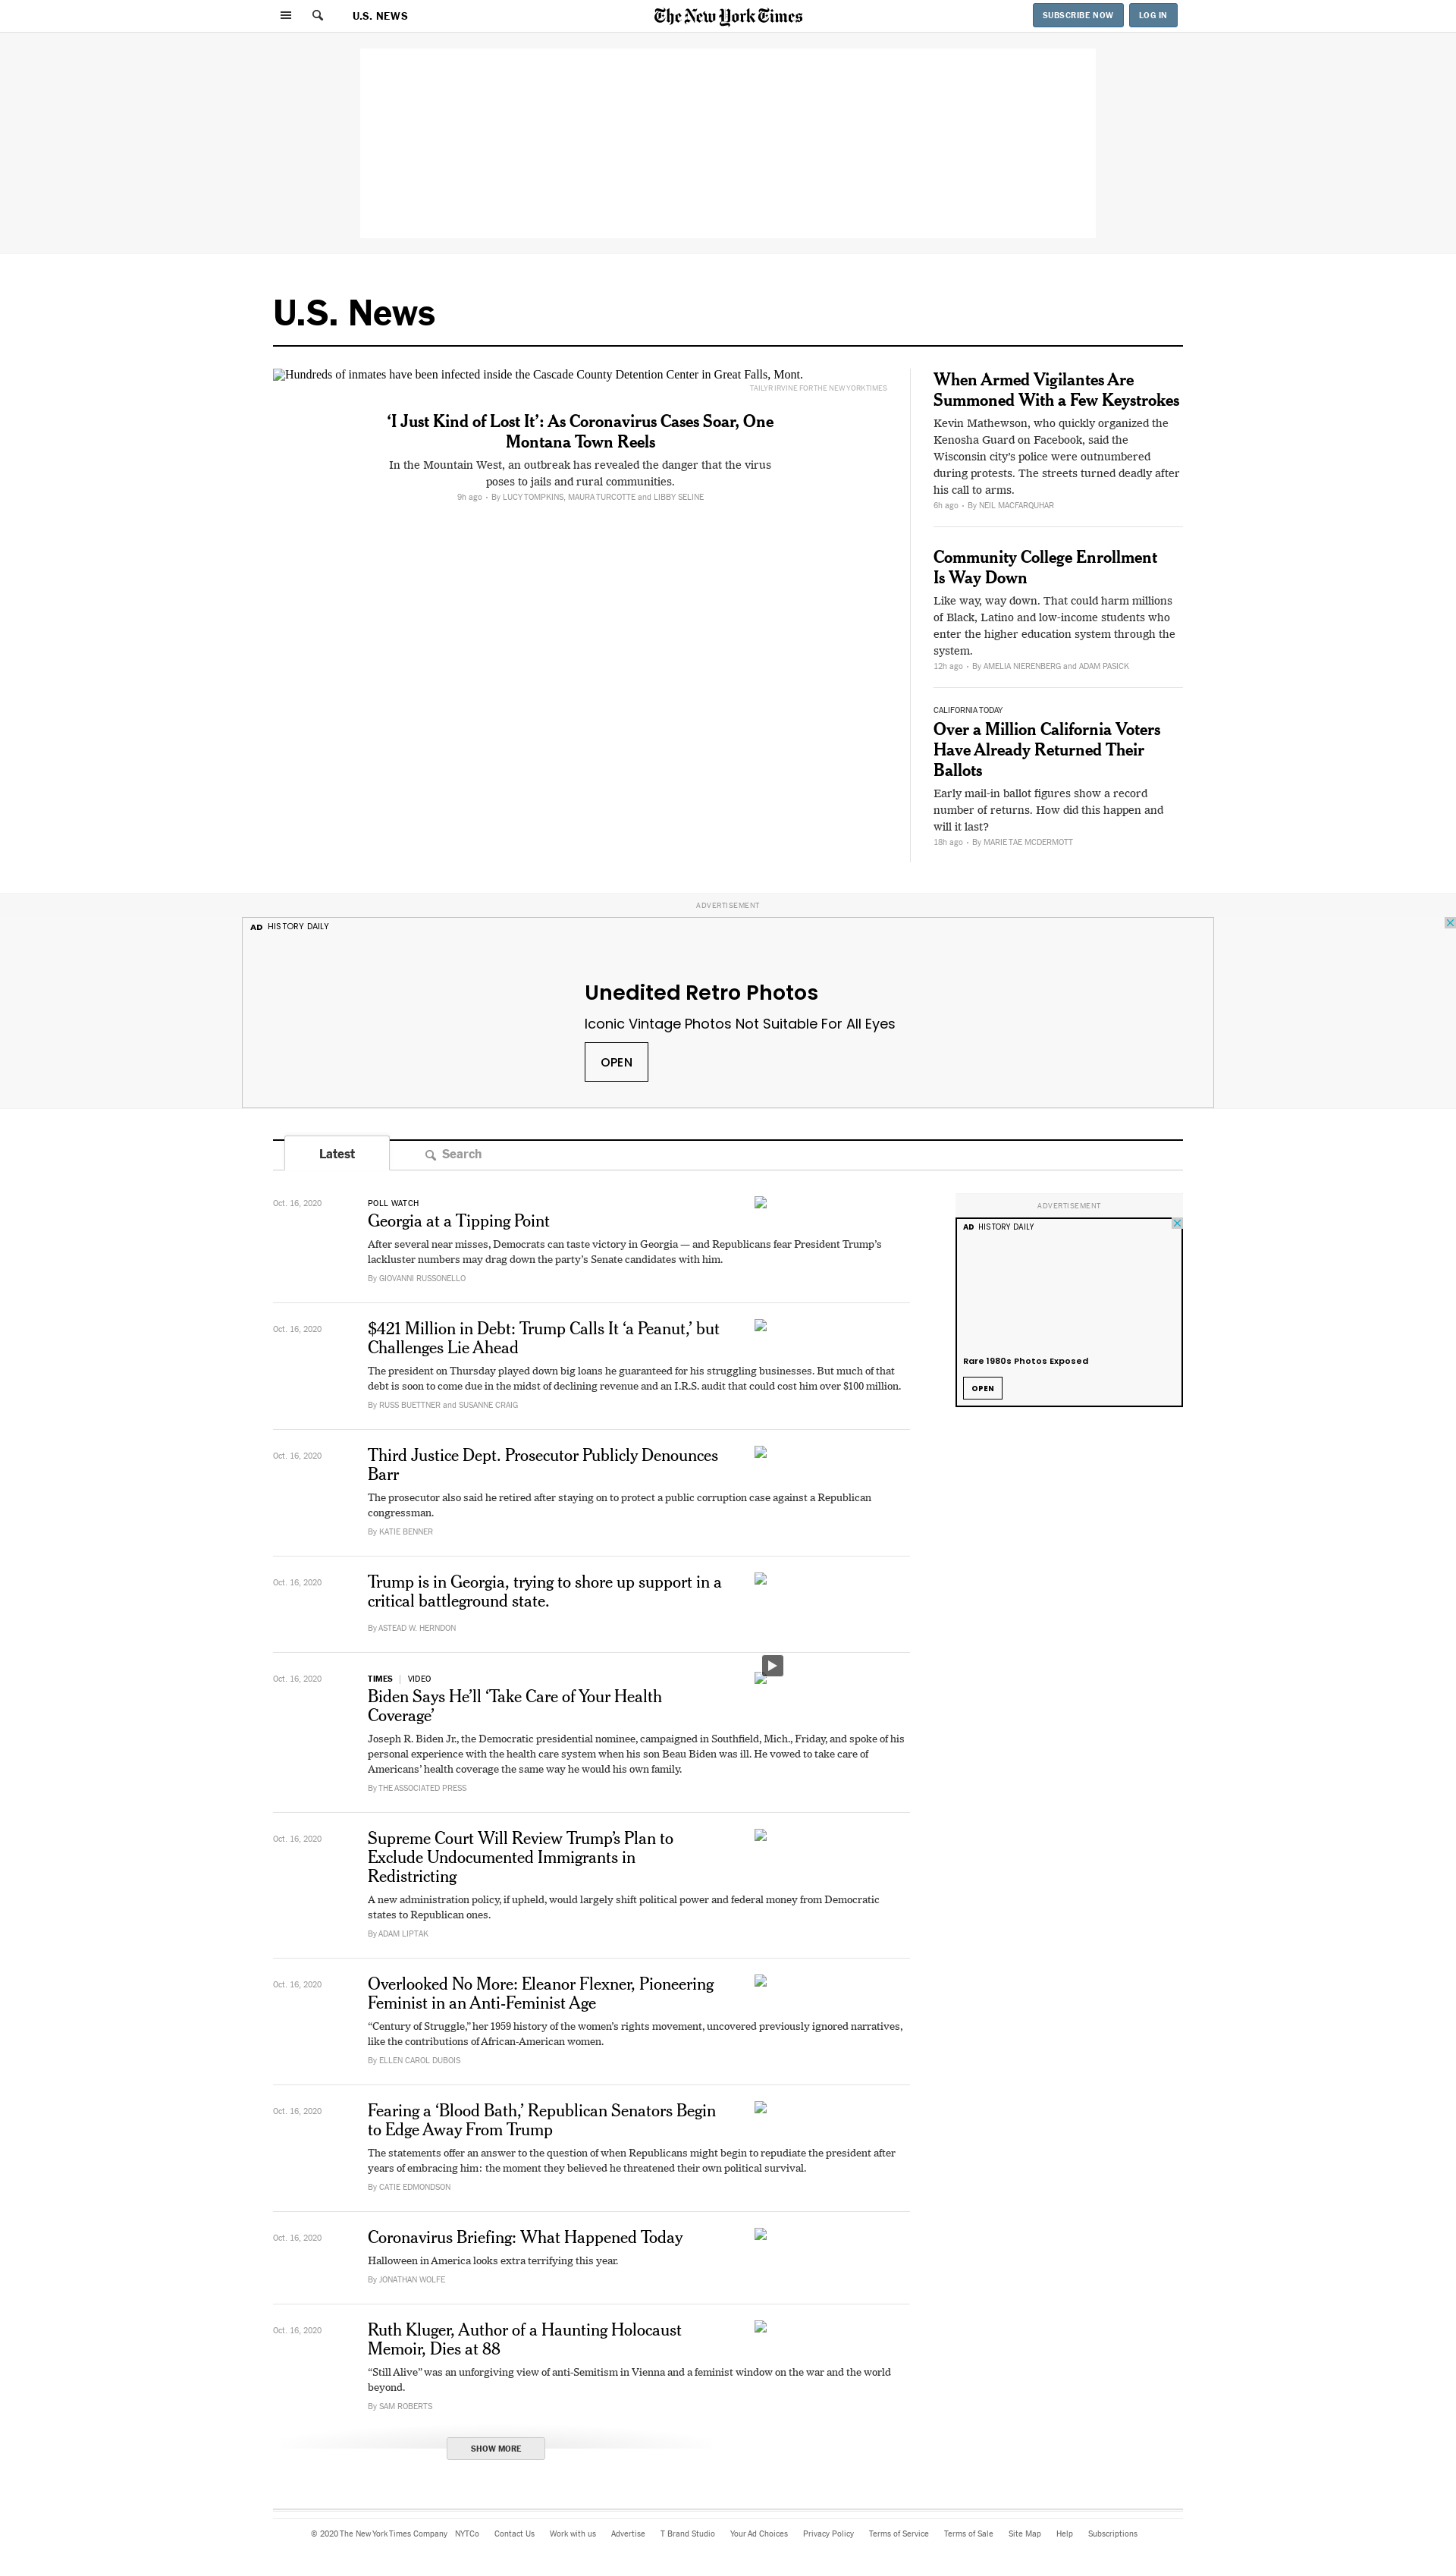 U.S. NEWS
The New York Times
SUBSCRIBE NOW
LOG IN
U.S. News
Hundreds of inmates have been infected inside the Cascade County Detention Center in Great Falls, Mont.
TAILYR IRVINE FOR THE NEW YORK TIMES
‘I Just Kind of Lost It’: As Coronavirus Cases Soar, One
Montana Town Reels
In the Mountain West, an outbreak has revealed the danger that the virus
poses to jails and rural communities.
9h ago • By LUCY TOMPKINS, MAURA TURCOTTE and LIBBY SELINE
When Armed Vigilantes Are
Summoned With a Few Keystrokes
Kevin Mathewson, who quickly organized the
Kenosha Guard on Facebook, said the
Wisconsin city’s police were outnumbered
during protests. The streets turned deadly after
his call to arms.
6h ago • By NEIL MACFARQUHAR
Community College Enrollment
Is Way Down
Like way, way down. That could harm millions
of Black, Latino and low-income students who
enter the higher education system through the
system.
12h ago • By AMELIA NIERENBERG and ADAM PASICK
CALIFORNIA TODAY
Over a Million California Voters
Have Already Returned Their
Ballots
Early mail-in ballot figures show a record
number of returns. How did this happen and
will it last?
18h ago • By MARIE TAE MCDERMOTT
ADVERTISEMENT
AD HISTORY DAILY
Unedited Retro Photos
Iconic Vintage Photos Not Suitable For All Eyes
OPEN
Latest
Search
Oct. 16, 2020
POLL WATCH
Georgia at a Tipping Point
After several near misses, Democrats can taste victory in Georgia — and Republicans fear President Trump’s
lackluster numbers may drag down the party’s Senate candidates with him.
By GIOVANNI RUSSONELLO
ADVERTISEMENT
AD HISTORY DAILY
Rare 1980s Photos Exposed
OPEN
Oct. 16, 2020
$421 Million in Debt: Trump Calls It ‘a Peanut,’ but
Challenges Lie Ahead
The president on Thursday played down big loans he guaranteed for his struggling businesses. But much of that
debt is soon to come due in the midst of declining revenue and an I.R.S. audit that could cost him over $100 million.
By RUSS BUETTNER and SUSANNE CRAIG
Oct. 16, 2020
Third Justice Dept. Prosecutor Publicly Denounces
Barr
The prosecutor also said he retired after staying on to protect a public corruption case against a Republican
congressman.
By KATIE BENNER
Oct. 16, 2020
Trump is in Georgia, trying to shore up support in a
critical battleground state.
By ASTEAD W. HERNDON
Oct. 16, 2020
TIMES | VIDEO
Biden Says He’ll ‘Take Care of Your Health
Coverage’
Joseph R. Biden Jr., the Democratic presidential nominee, campaigned in Southfield, Mich., Friday, and spoke of his
personal experience with the health care system when his son Beau Biden was ill. He vowed to take care of
Americans’ health coverage the same way he would his own family.
By THE ASSOCIATED PRESS
Oct. 16, 2020
Supreme Court Will Review Trump’s Plan to
Exclude Undocumented Immigrants in
Redistricting
A new administration policy, if upheld, would largely shift political power and federal money from Democratic
states to Republican ones.
By ADAM LIPTAK
Oct. 16, 2020
Overlooked No More: Eleanor Flexner, Pioneering
Feminist in an Anti-Feminist Age
“Century of Struggle,” her 1959 history of the women’s rights movement, uncovered previously ignored narratives,
like the contributions of African-American women.
By ELLEN CAROL DUBOIS
Oct. 16, 2020
Fearing a ‘Blood Bath,’ Republican Senators Begin
to Edge Away From Trump
The statements offer an answer to the question of when Republicans might begin to repudiate the president after
years of embracing him: the moment they believed he threatened their own political survival.
By CATIE EDMONDSON
Oct. 16, 2020
Coronavirus Briefing: What Happened Today
Halloween in America looks extra terrifying this year.
By JONATHAN WOLFE
Oct. 16, 2020
Ruth Kluger, Author of a Haunting Holocaust
Memoir, Dies at 88
“Still Alive” was an unforgiving view of anti-Semitism in Vienna and a feminist window on the war and the world
beyond.
By SAM ROBERTS
SHOW MORE
© 2020 The New York Times Company NYTCo Contact Us Work with us Advertise T Brand Studio Your Ad Choices Privacy Policy Terms of Service Terms of Sale Site Map Help Subscriptions